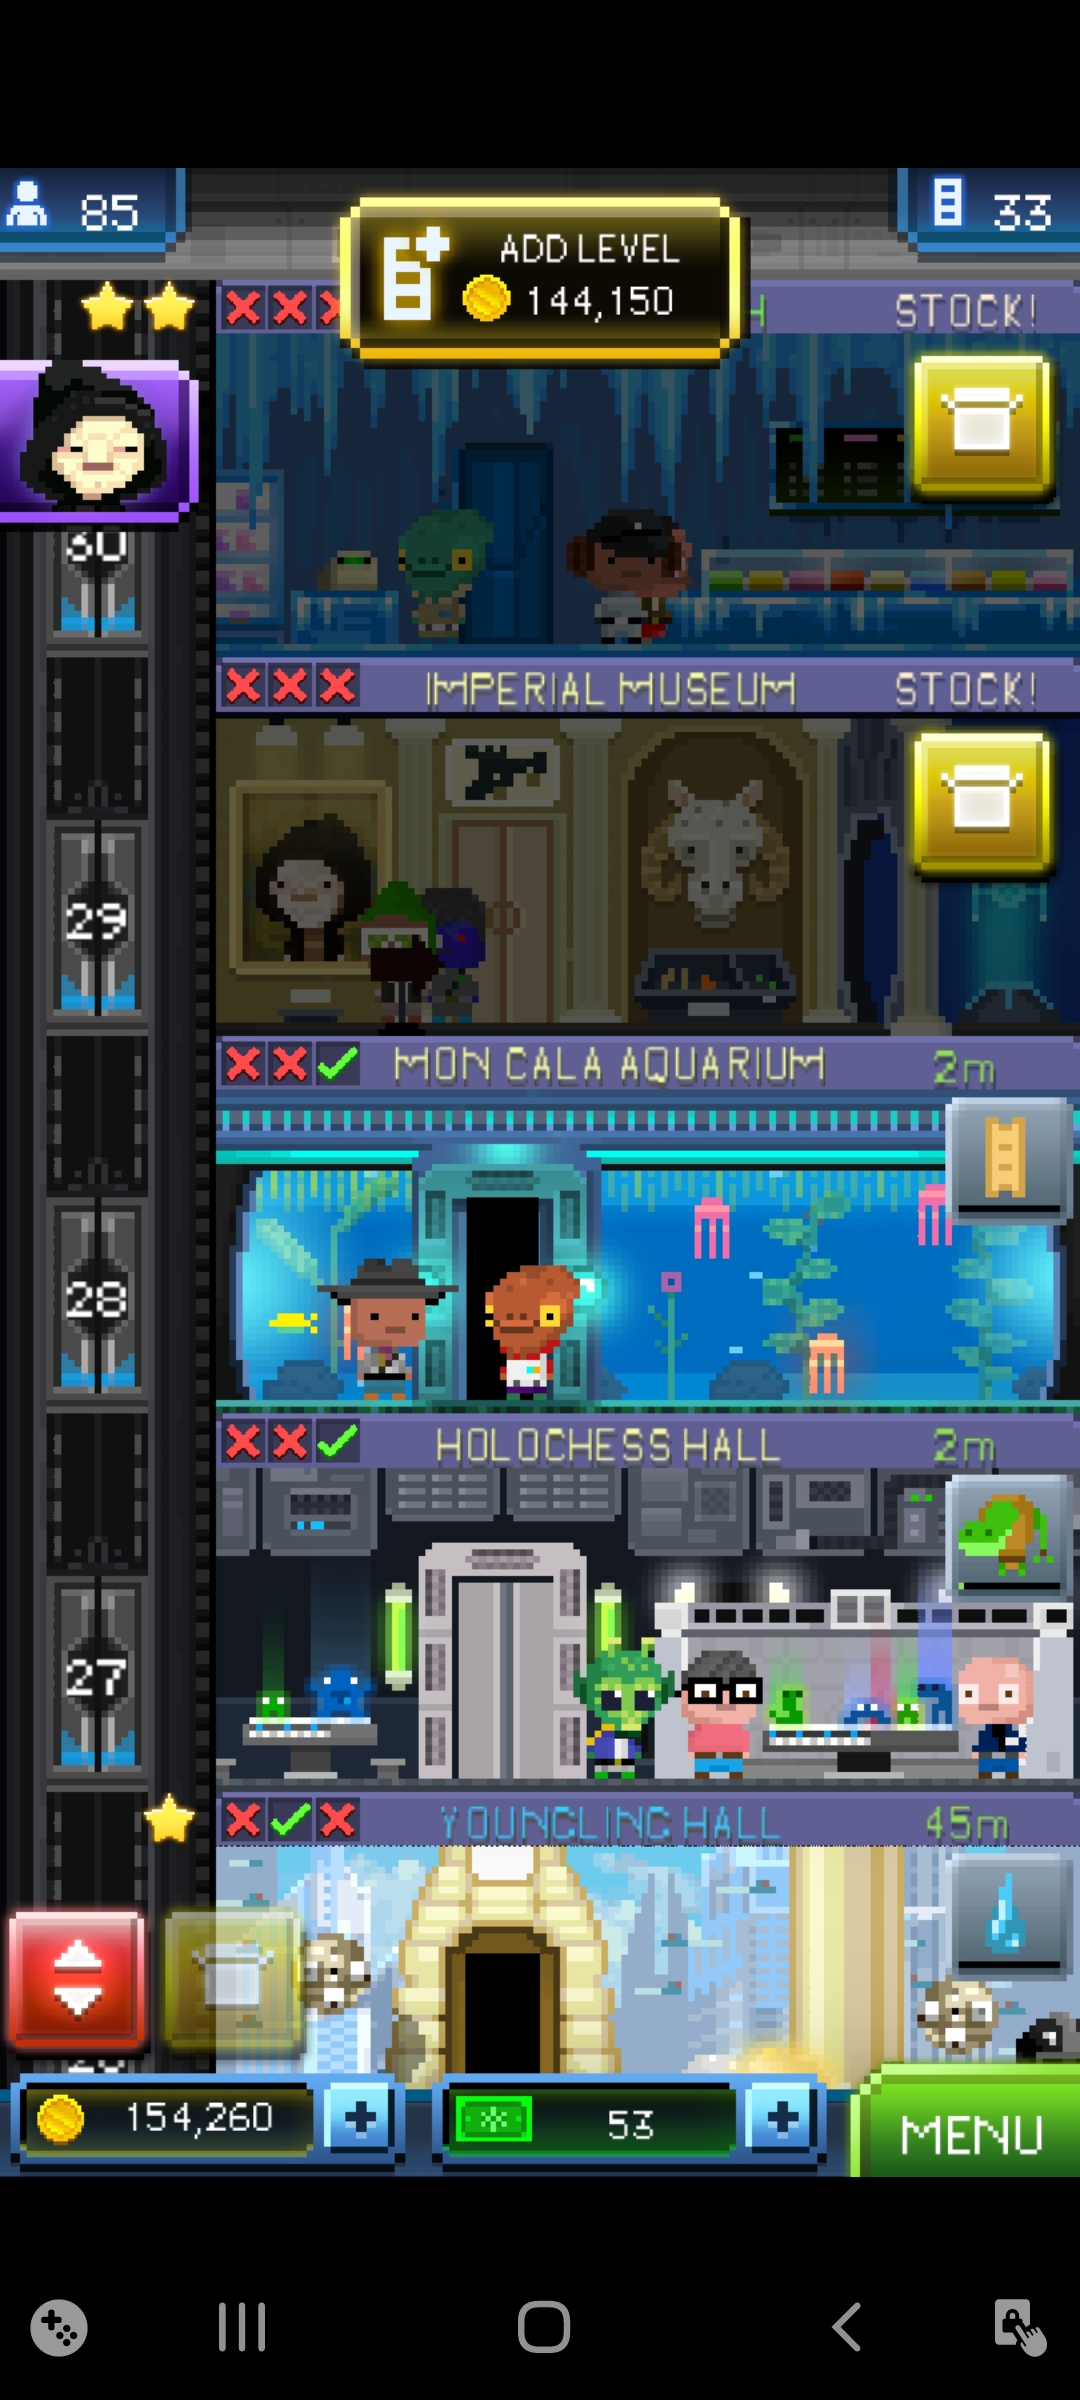 85
ADD LEVEL
144,150
33
STOCK!
30
IMPERIAL MUSEUM STOCK!
29
MON CALA AQUARIUM 2m
28
HOLOCHESS HALL 2m
27
YOUNGLING HALL 45m
154,260
53
MENU